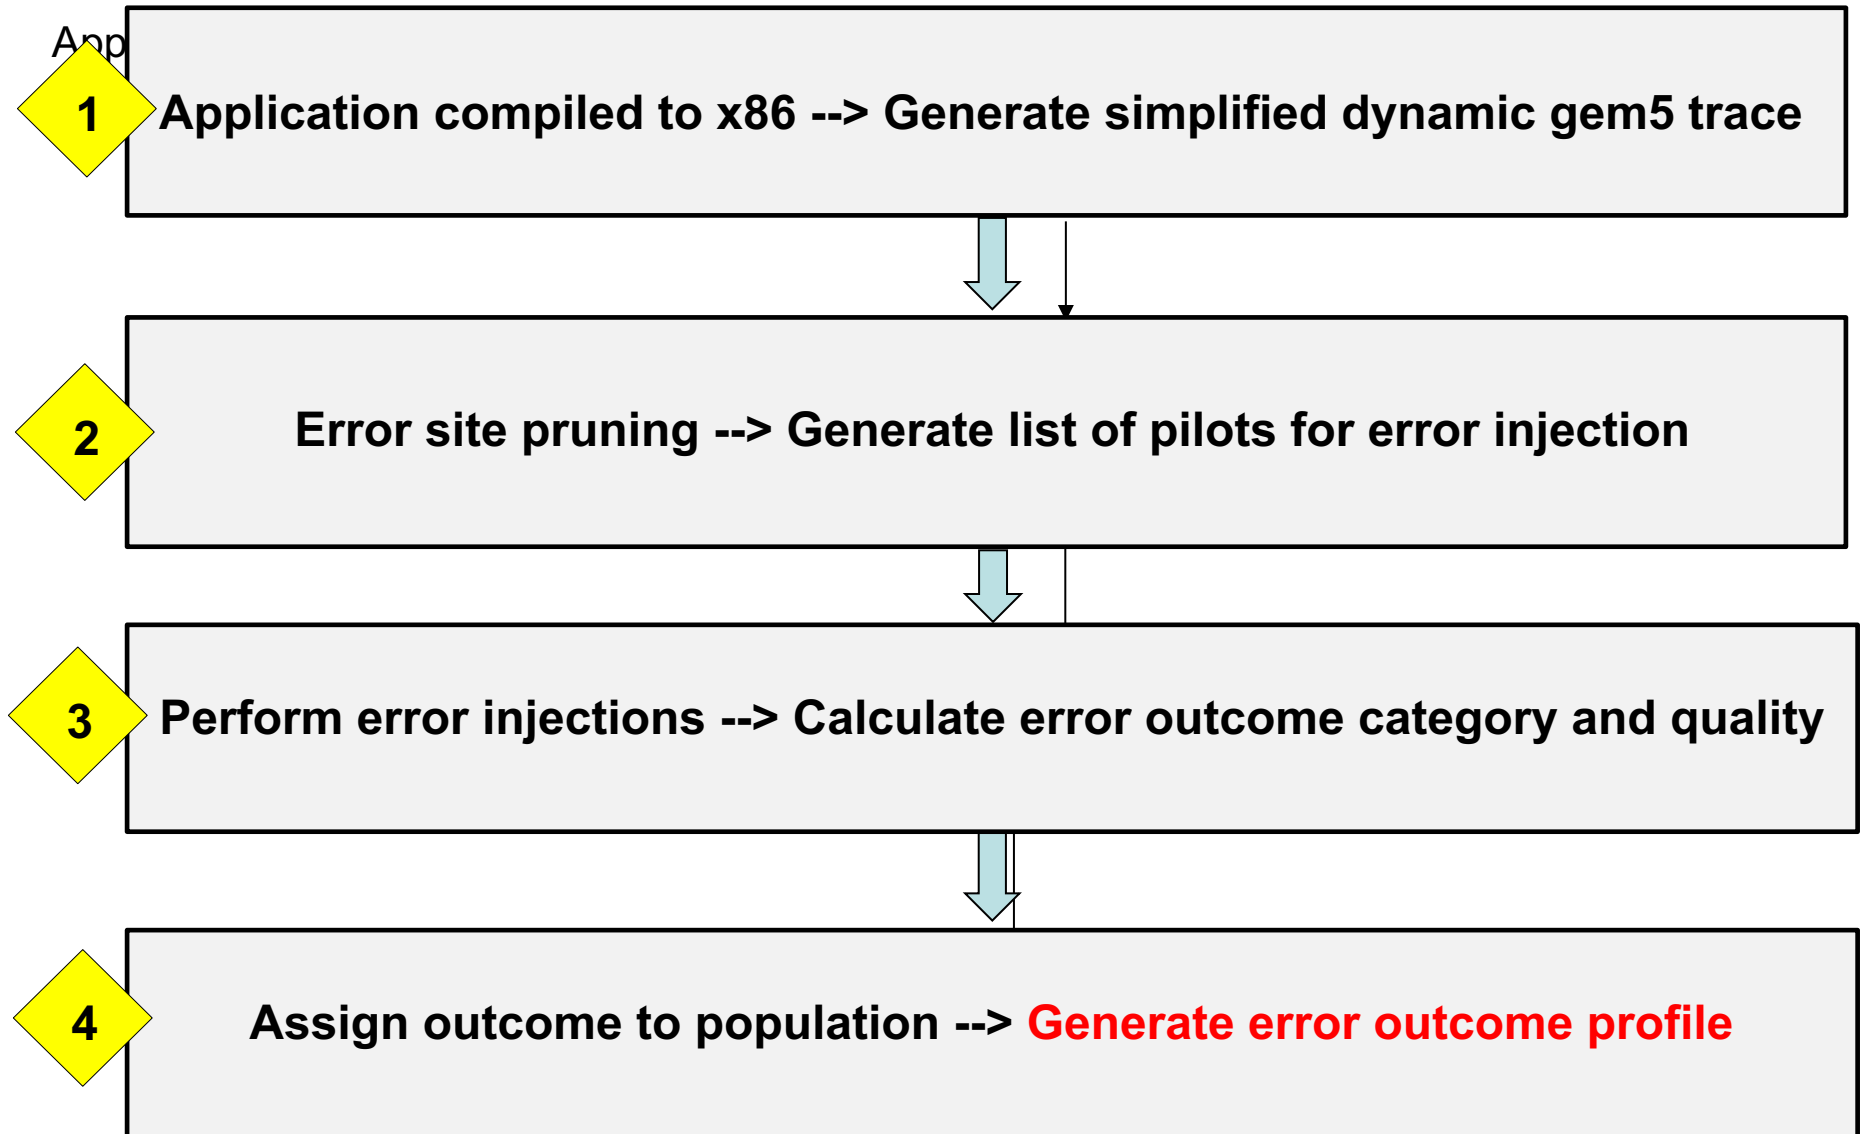 App
1
Application compiled to x86 --> Generate simplified dynamic gem5 trace
2
Error site pruning --> Generate list of pilots for error injection
3
Perform error injections --> Calculate error outcome category and quality
4
Assign outcome to population --> Generate error outcome profile